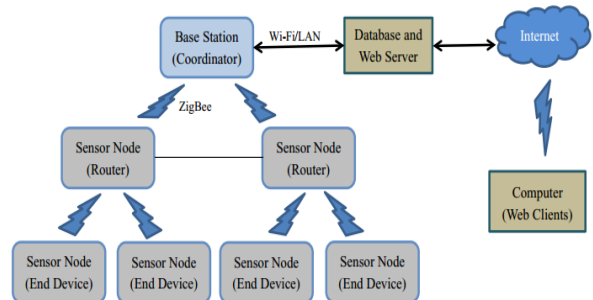 Base Station
(Coordinator)
Wi-Fi/LAN
Database and
Web Server
Internet
ZigBee
Sensor Node
(Router)
Sensor Node
(Router)
Computer
(Web Clients)
Sensor Node
(End Device)
Sensor Node
(End Device)
Sensor Node
(End Device)
Sensor Node
(End Device)